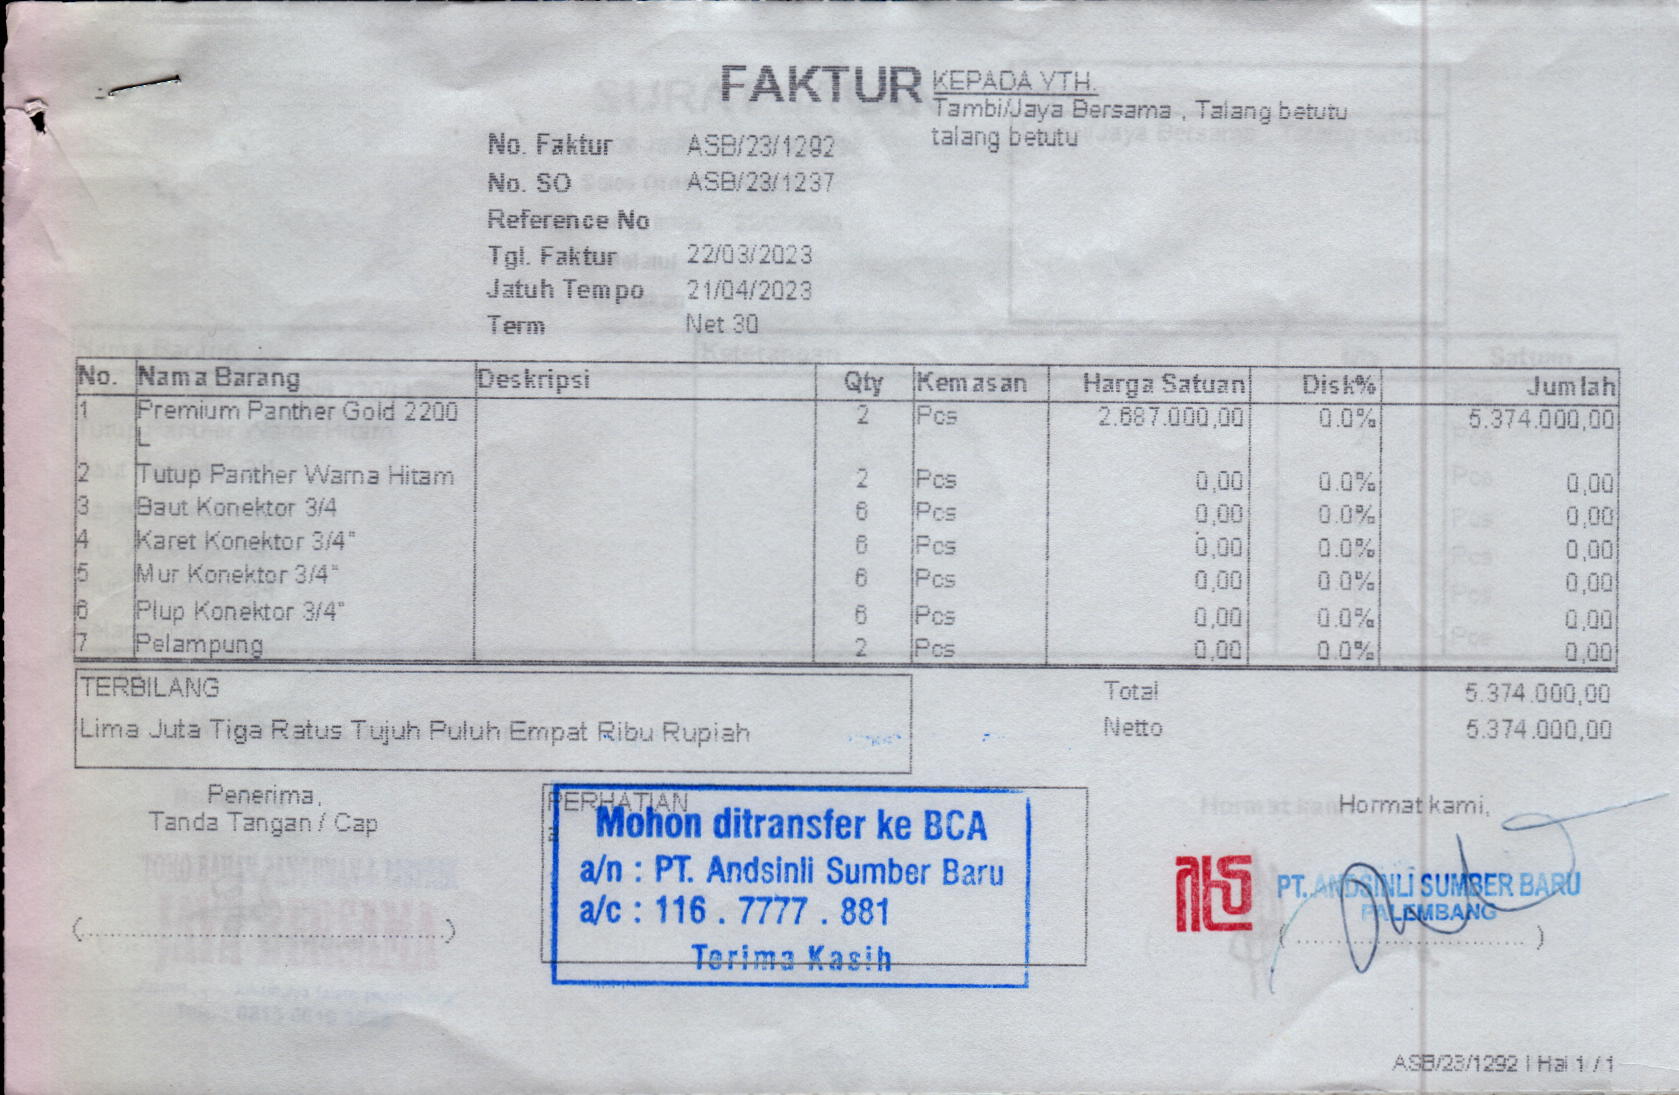 FAKTUR
KEPADA YTH.
Tambi/Jaya Bersama , Talang betutu
talang betutu
No. Faktur ASB/23/1292
No. SO ASB/23/1237
Reference No
Tgl. Faktur 22/03/2023
Jatuh Tempo 21/04/2023
Term Net 30
No. Nama Barang Deskripsi Qty Kemasan Harga Satuan Disk% Jumlah
1 Premium Panther Gold 2200 2 Pcs 2.687.000,00 0.0% 5.374.000,00
L
2 Tutup Panther Warna Hitam 2 Pcs 0,00 0.0% 0,00
3 Baut Konektor 3/4 6 Pcs 0,00 0.0% 0,00
4 Karet Konektor 3/4" 6 Pcs 0,00 0.0% 0,00
5 Mur Konektor 3/4" 6 Pcs 0,00 0.0% 0,00
6 Plup Konektor 3/4" 6 Pcs 0,00 0.0% 0,00
7 Pelampung 2 Pcs 0,00 0.0% 0,00
TERBILANG
Lima Juta Tiga Ratus Tujuh Puluh Empat Ribu Rupiah
Total 5.374.000,00
Netto 5.374.000,00
Penerima,
Tanda Tangan / Cap
(..........................................)
PERHATIAN
Mohon ditransfer ke BCA
a/n : PT. Andsinli Sumber Baru
a/c : 116 . 7777 . 881
Terima Kasih
Hormat kami,
PT. ANDSINLI SUMBER BARU
PALEMBANG
(..........................)
ASB/23/1292 | Hal 1 / 1